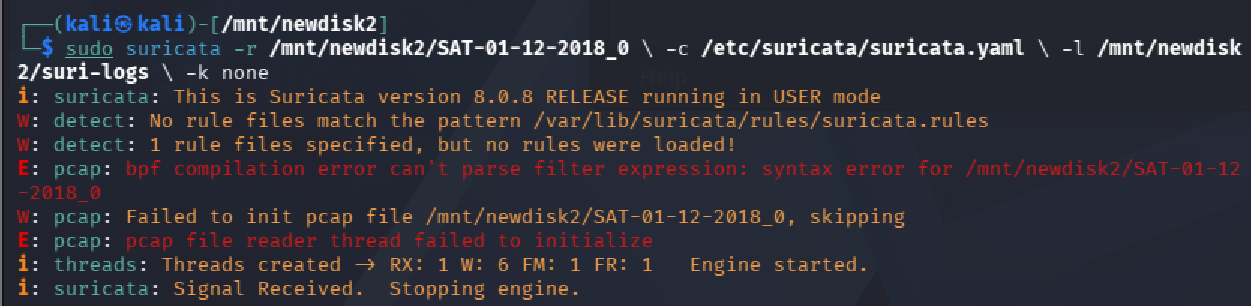 ┌──(kali㉿kali)-[/mnt/newdisk2]
└─$ sudo suricata -r /mnt/newdisk2/SAT-01-12-2018_0 \ -c /etc/suricata/suricata.yaml \ -l /mnt/newdisk
2/suri-logs \ -k none
i: suricata: This is Suricata version 8.0.8 RELEASE running in USER mode
W: detect: No rule files match the pattern /var/lib/suricata/rules/suricata.rules
W: detect: 1 rule files specified, but no rules were loaded!
E: pcap: bpf compilation error can't parse filter expression: syntax error for /mnt/newdisk2/SAT-01-12
-2018_0
W: pcap: Failed to init pcap file /mnt/newdisk2/SAT-01-12-2018_0, skipping
E: pcap: pcap file reader thread failed to initialize
i: threads: Threads created → RX: 1 W: 6 FM: 1 FR: 1   Engine started.
i: suricata: Signal Received.  Stopping engine.
Help